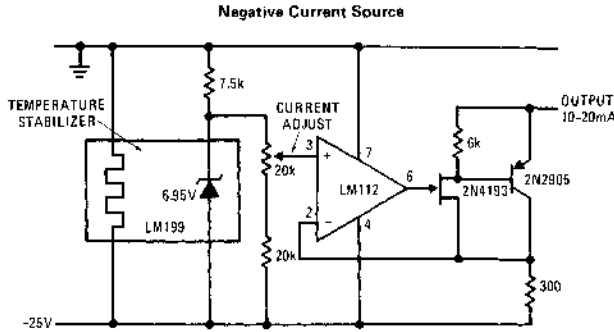 Negative Current Source
7.5k
TEMPERATURE
STABILIZER
CURRENT
ADJUST
OUTPUT
10-20mA
3
+
7
6k
20k
6.95V
LM112
6
2N4193
2N2905
2
-
4
LM199
20k
300
-25V